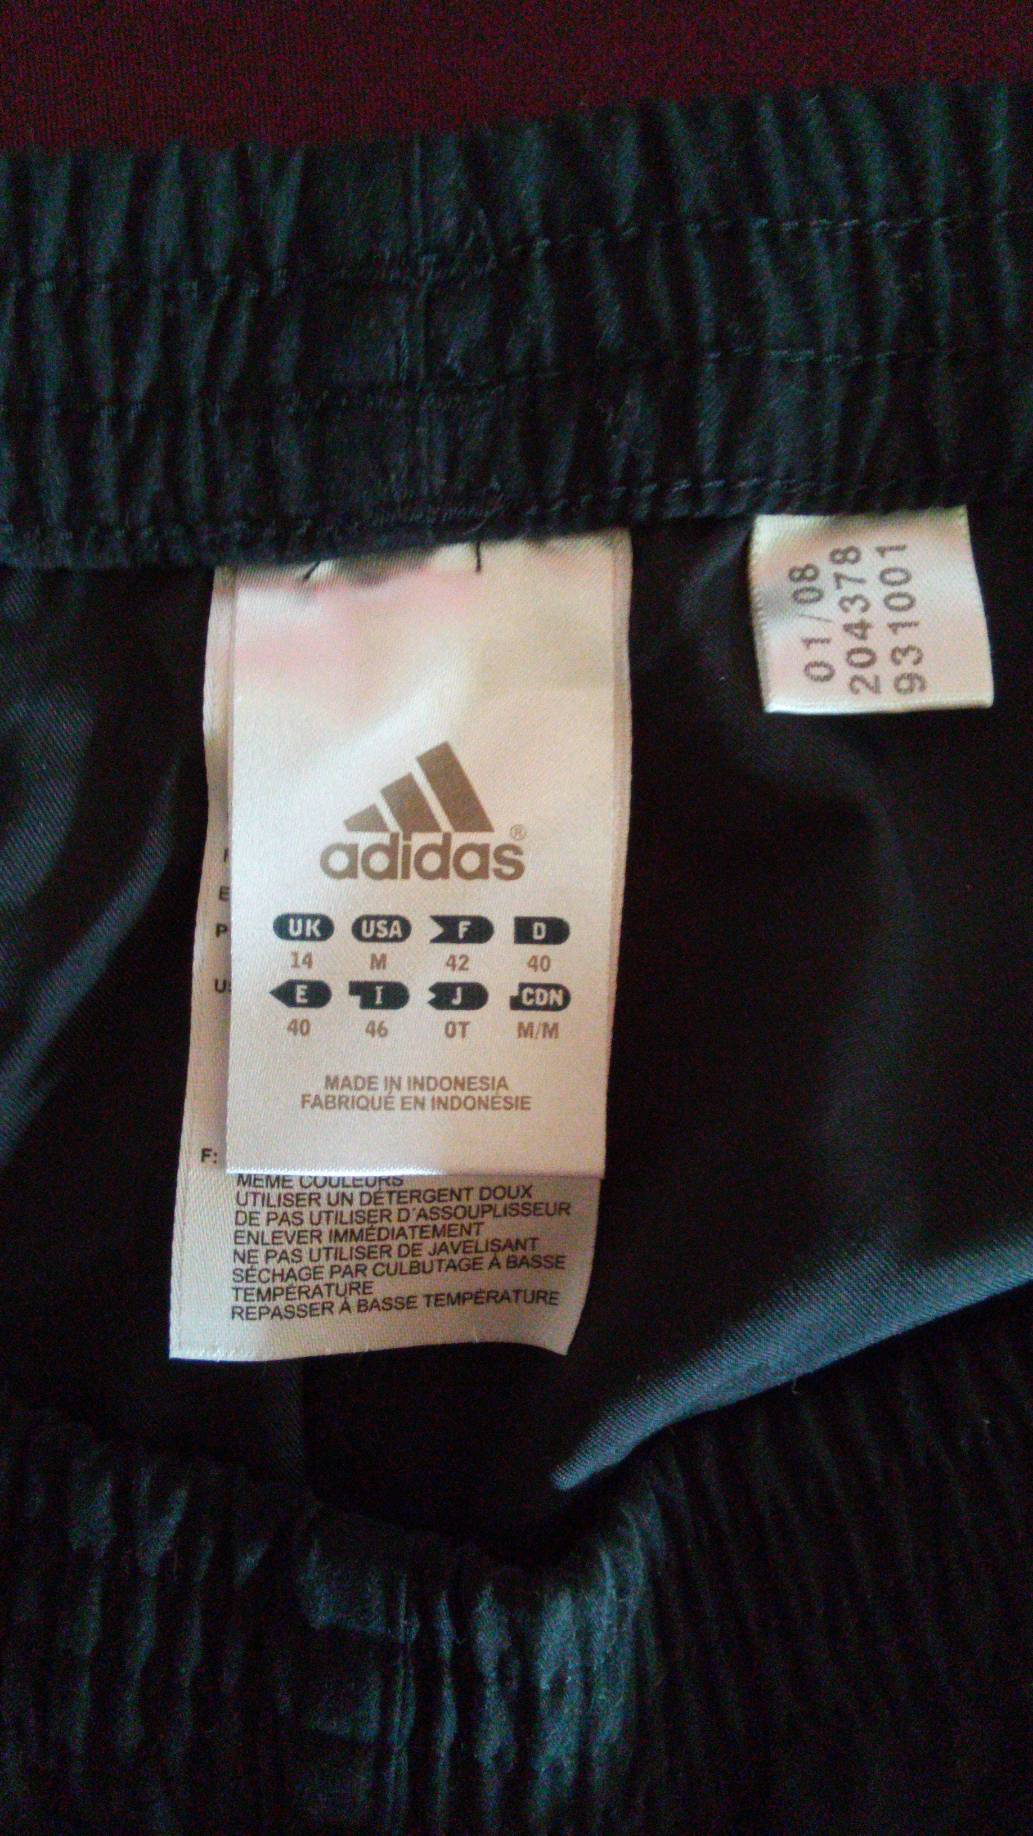 adidas®
UK USA F D
14 M 42 40
E I J CDN
40 46 OT M/M
MADE IN INDONESIA
FABRIQUÉ EN INDONÉSIE
F:
MÊME COULEURS
UTILISER UN DÉTERGENT DOUX
DE PAS UTILISER D'ASSOUPLISSEUR
ENLEVER IMMÉDIATEMENT
NE PAS UTILISER DE JAVELISANT
SÉCHAGE PAR CULBUTAGE À BASSE
TEMPÉRATURE
REPASSER À BASSE TEMPÉRATURE
01/08
204378
931001